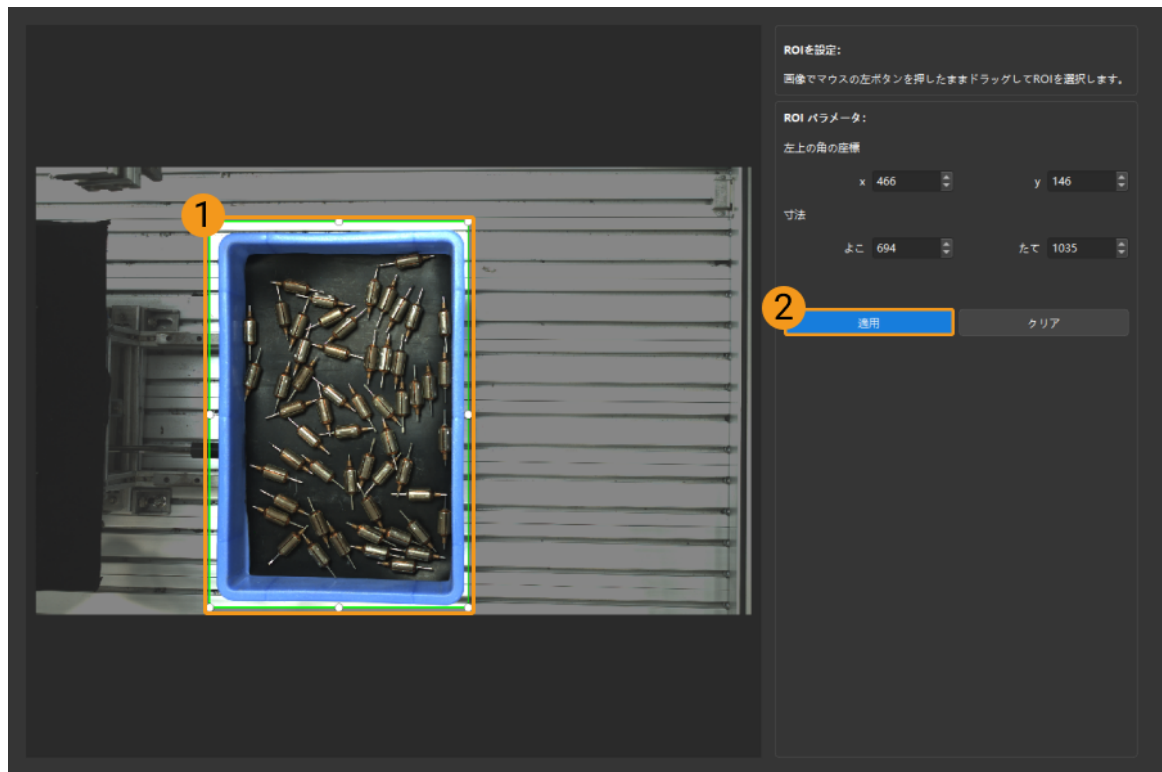 1
ROIを設定:
画像でマウスの左ボタンを押したままドラッグしてROIを選択します。
ROI パラメータ:
左上の角の座標
x 466 y 146
寸法
よこ 694 たて 1035
2
適用 クリア